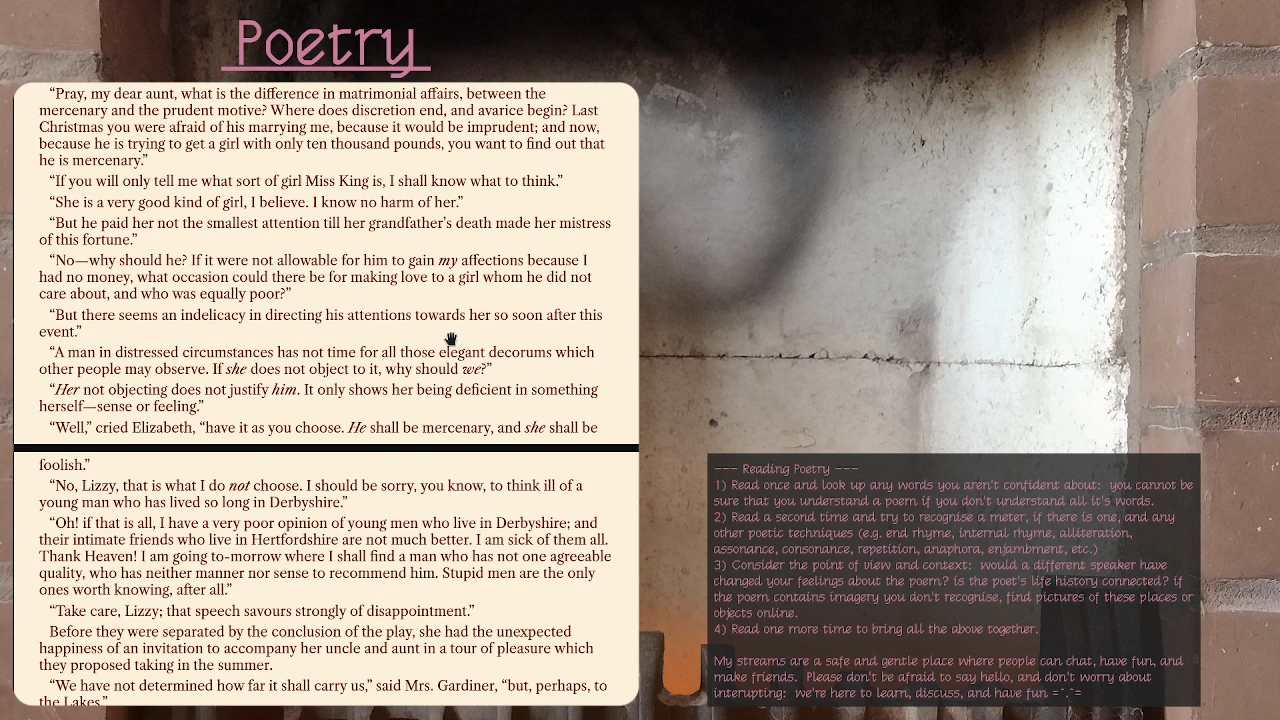 Poetry
“Pray, my dear aunt, what is the difference in matrimonial affairs, between the
mercenary and the prudent motive? Where does discretion end, and avarice begin? Last
Christmas you were afraid of his marrying me, because it would be imprudent; and now,
because he is trying to get a girl with only ten thousand pounds, you want to find out that
he is mercenary.”
“If you will only tell me what sort of girl Miss King is, I shall know what to think.”
“She is a very good kind of girl, I believe. I know no harm of her.”
“But he paid her not the smallest attention till her grandfather’s death made her mistress
of this fortune.”
“No—why should he? If it were not allowable for him to gain my affections because I
had no money, what occasion could there be for making love to a girl whom he did not
care about, and who was equally poor?”
“But there seems an indelicacy in directing his attentions towards her so soon after this
event.”
“A man in distressed circumstances has not time for all those elegant decorums which
other people may observe. If she does not object to it, why should we?”
“Her not objecting does not justify him. It only shows her being deficient in something
herself—sense or feeling.”
“Well,” cried Elizabeth, “have it as you choose. He shall be mercenary, and she shall be
foolish.”
“No, Lizzy, that is what I do not choose. I should be sorry, you know, to think ill of a
young man who has lived so long in Derbyshire.”
“Oh! if that is all, I have a very poor opinion of young men who live in Derbyshire; and
their intimate friends who live in Hertfordshire are not much better. I am sick of them all.
Thank Heaven! I am going to-morrow where I shall find a man who has not one agreeable
quality, who has neither manner nor sense to recommend him. Stupid men are the only
ones worth knowing, after all.”
“Take care, Lizzy; that speech savours strongly of disappointment.”
Before they were separated by the conclusion of the play, she had the unexpected
happiness of an invitation to accompany her uncle and aunt in a tour of pleasure which
they proposed taking in the summer.
“We have not determined how far it shall carry us,” said Mrs. Gardiner, “but, perhaps, to
the Lakes.”
--- Reading Poetry ---
1) Read once and look up any words you aren't confident about: you cannot be
sure that you understand a poem if you don't understand all it's words.
2) Read a second time and try to recognise a meter, if there is one, and any
other poetic techniques (e.g. end rhyme, internal rhyme, alliteration,
assonance, consonance, repetition, anaphora, enjambment, etc.)
3) Consider the point of view and context: would a different speaker have
changed your feelings about the poem? is the poet's life history connected? if
the poem contains imagery you don't recognise, find pictures of these places or
objects online.
4) Read one more time to bring all the above together.
My streams are a safe and gentle place where people can chat, have fun, and
make friends. Please don't be afraid to say hello, and don't worry about
interupting: we're here to learn, discuss, and have fun =^.^=